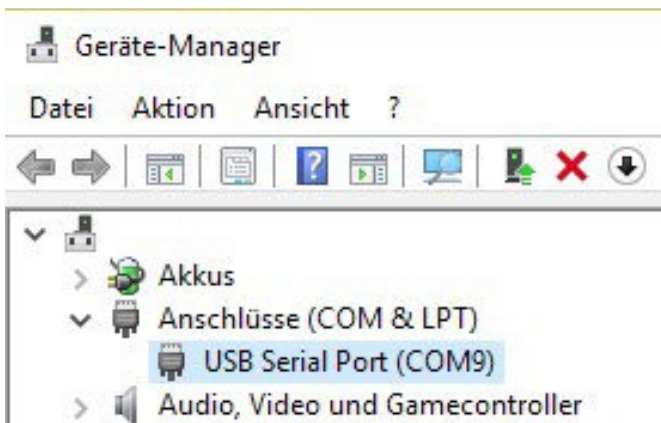 Geräte-Manager
Datei Aktion Ansicht ?
Akkus
Anschlüsse (COM & LPT)
USB Serial Port (COM9)
Audio, Video und Gamecontroller